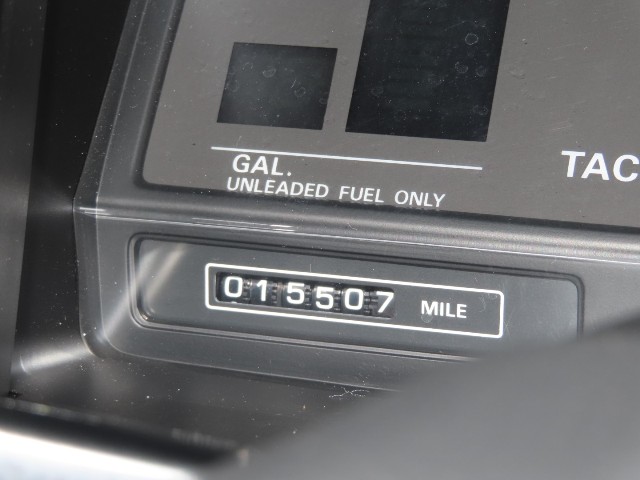 GAL.
UNLEADED FUEL ONLY
TAC
015507 MILE